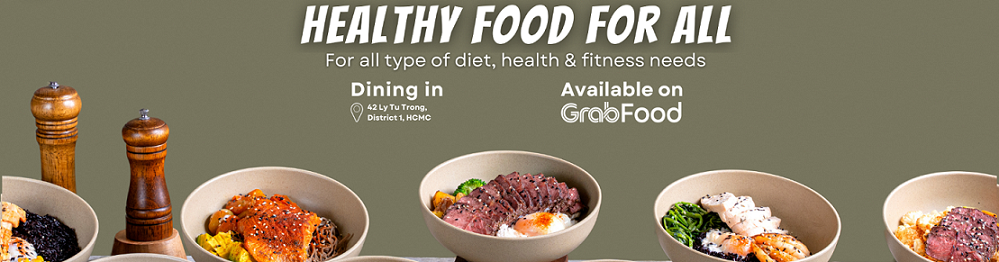 HEALTHY FOOD FOR ALL
For all type of diet, health & fitness needs
Dining in
42 Ly Tu Trong,
District 1, HCMC
Available on
GrabFood